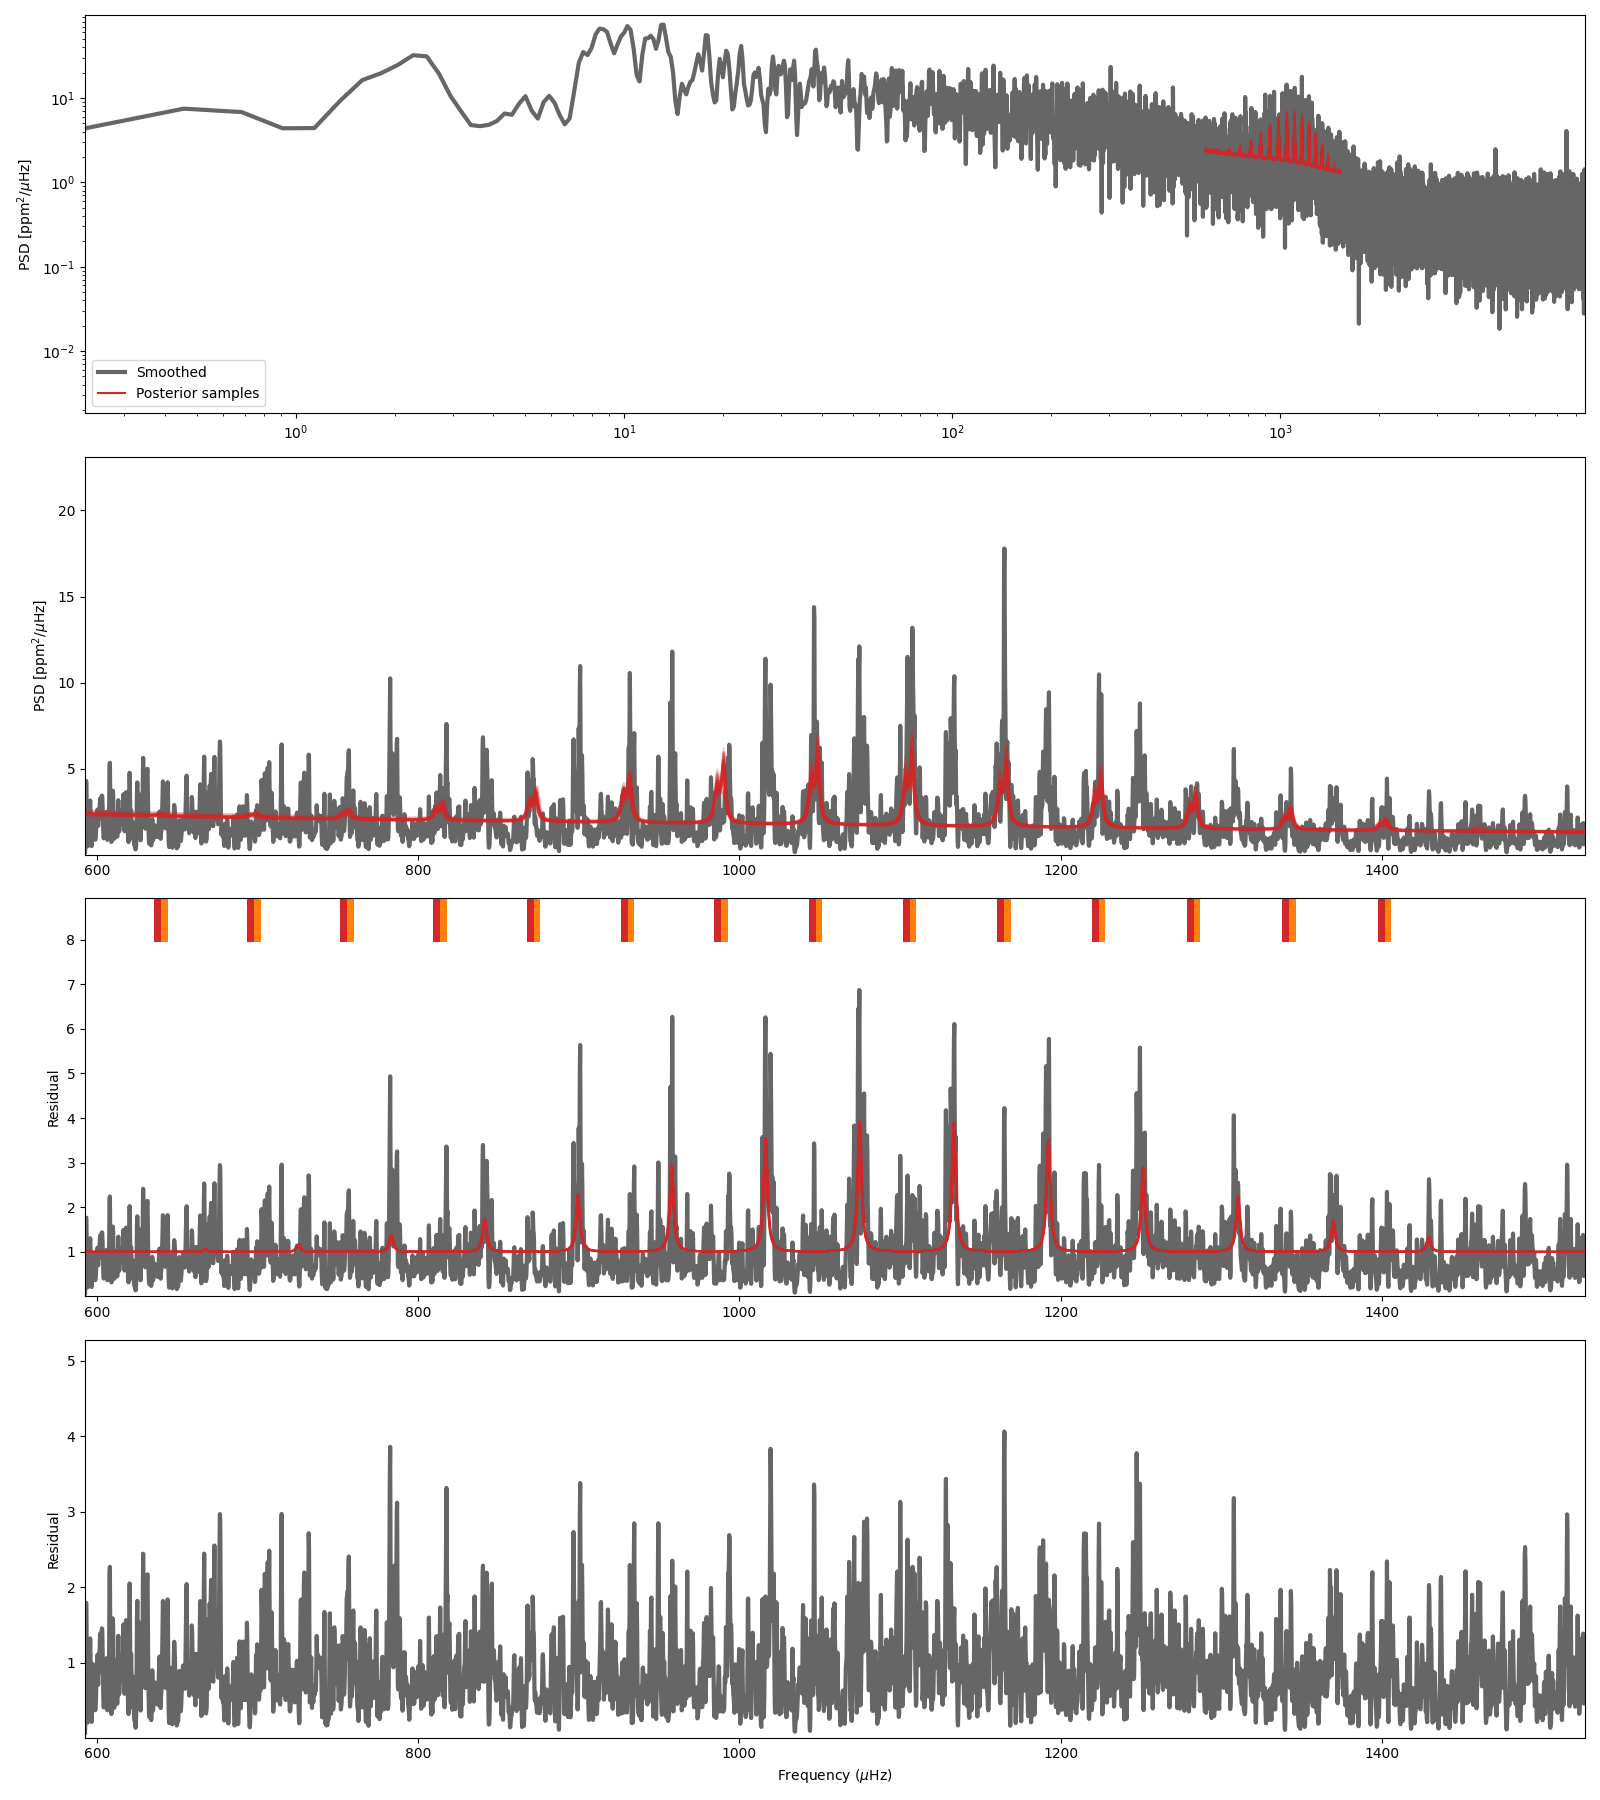 PSD [ppm²/μHz]
10¹
10⁰
10⁻¹
10⁻²
Smoothed
Posterior samples
10⁰ 10¹ 10² 10³
PSD [ppm²/μHz]
20
15
10
5
600 800 1000 1200 1400
Residual
8
7
6
5
4
3
2
1
600 800 1000 1200 1400
Residual
5
4
3
2
1
600 800 1000 1200 1400
Frequency (μHz)